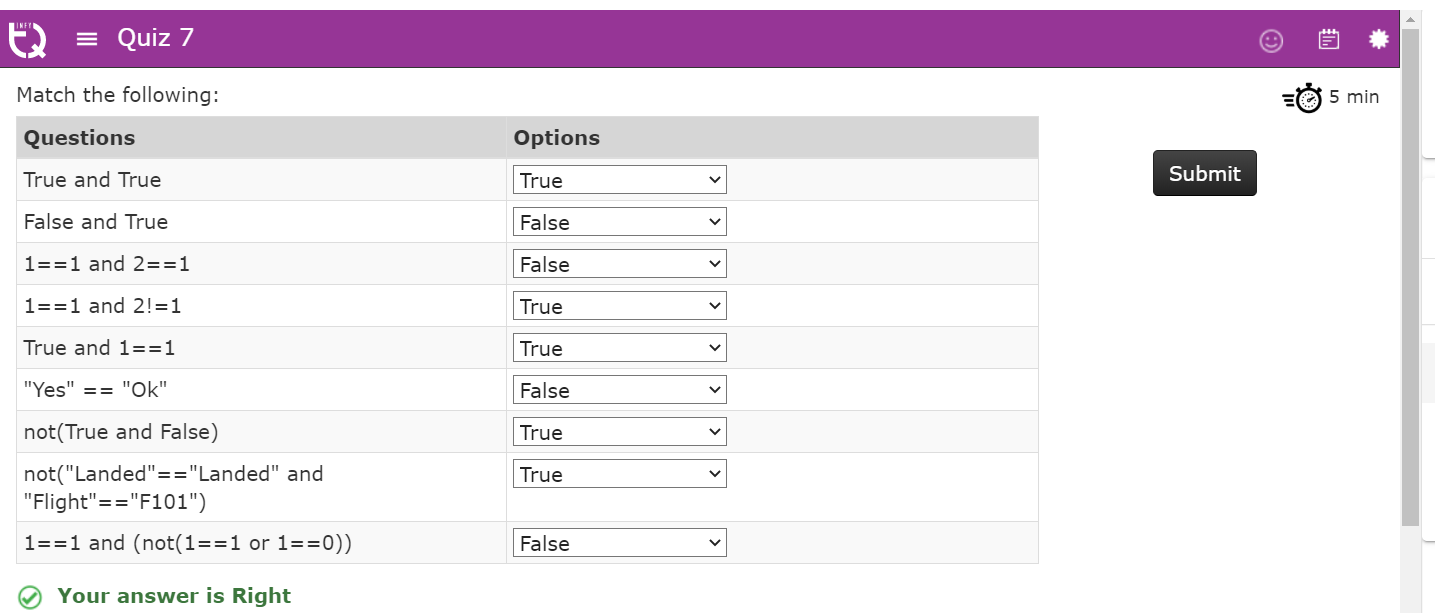 INFY
TQ
Quiz 7
Match the following:
5 min
Questions Options
Submit
True and True True
False and True False
1==1 and 2==1 False
1==1 and 2!=1 True
True and 1==1 True
"Yes" == "Ok" False
not(True and False) True
not("Landed"=="Landed" and True
"Flight"=="F101")
1==1 and (not(1==1 or 1==0)) False
Your answer is Right